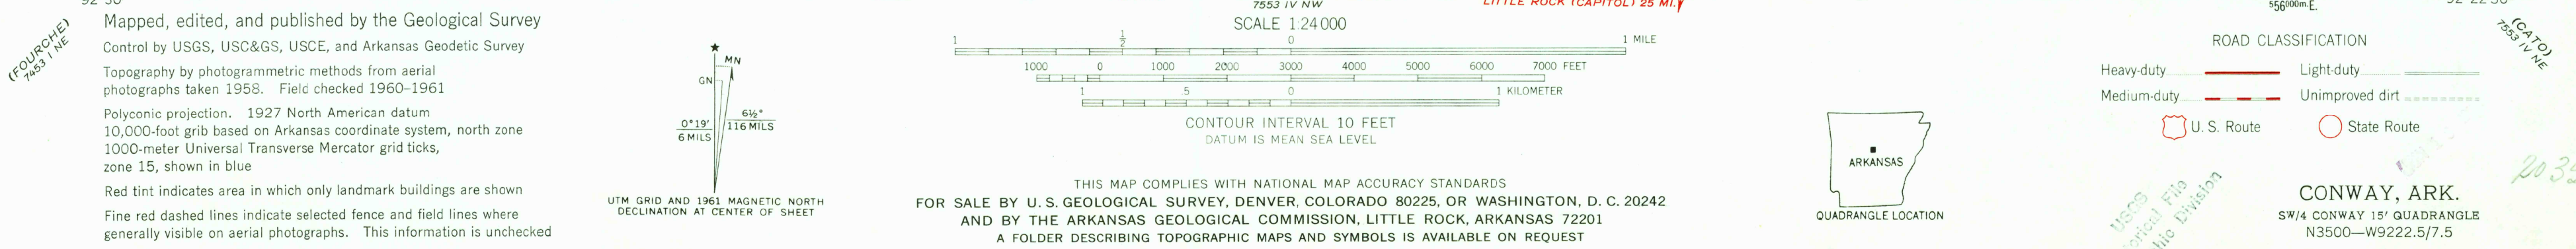 (FOURCHE)
7453 I NE
Mapped, edited, and published by the Geological Survey
Control by USGS, USC&GS, USCE, and Arkansas Geodetic Survey
Topography by photogrammetric methods from aerial
photographs taken 1958. Field checked 1960–1961
Polyconic projection. 1927 North American datum
10,000-foot grib based on Arkansas coordinate system, north zone
1000-meter Universal Transverse Mercator grid ticks,
zone 15, shown in blue
Red tint indicates area in which only landmark buildings are shown
Fine red dashed lines indicate selected fence and field lines where
generally visible on aerial photographs. This information is unchecked
★
MN
GN
0°19′
6 MILS
6½°
116 MILS
UTM GRID AND 1961 MAGNETIC NORTH
DECLINATION AT CENTER OF SHEET
7553 IV NW
LITTLE ROCK (CAPITOL) 25 MI.
SCALE 1:24 000
1 ½ 0 1 MILE
1000 0 1000 2000 3000 4000 5000 6000 7000 FEET
1 .5 0 1 KILOMETER
CONTOUR INTERVAL 10 FEET
DATUM IS MEAN SEA LEVEL
THIS MAP COMPLIES WITH NATIONAL MAP ACCURACY STANDARDS
FOR SALE BY U. S. GEOLOGICAL SURVEY, DENVER, COLORADO 80225, OR WASHINGTON, D. C. 20242
AND BY THE ARKANSAS GEOLOGICAL COMMISSION, LITTLE ROCK, ARKANSAS 72201
A FOLDER DESCRIBING TOPOGRAPHIC MAPS AND SYMBOLS IS AVAILABLE ON REQUEST
ARKANSAS
QUADRANGLE LOCATION
556000m.E.
(CATO)
7553 IV NE
ROAD CLASSIFICATION
Heavy-duty Light-duty
Medium-duty Unimproved dirt
U. S. Route State Route
USGS
File
Division
CONWAY, ARK.
SW/4 CONWAY 15′ QUADRANGLE
N3500—W9222.5/7.5